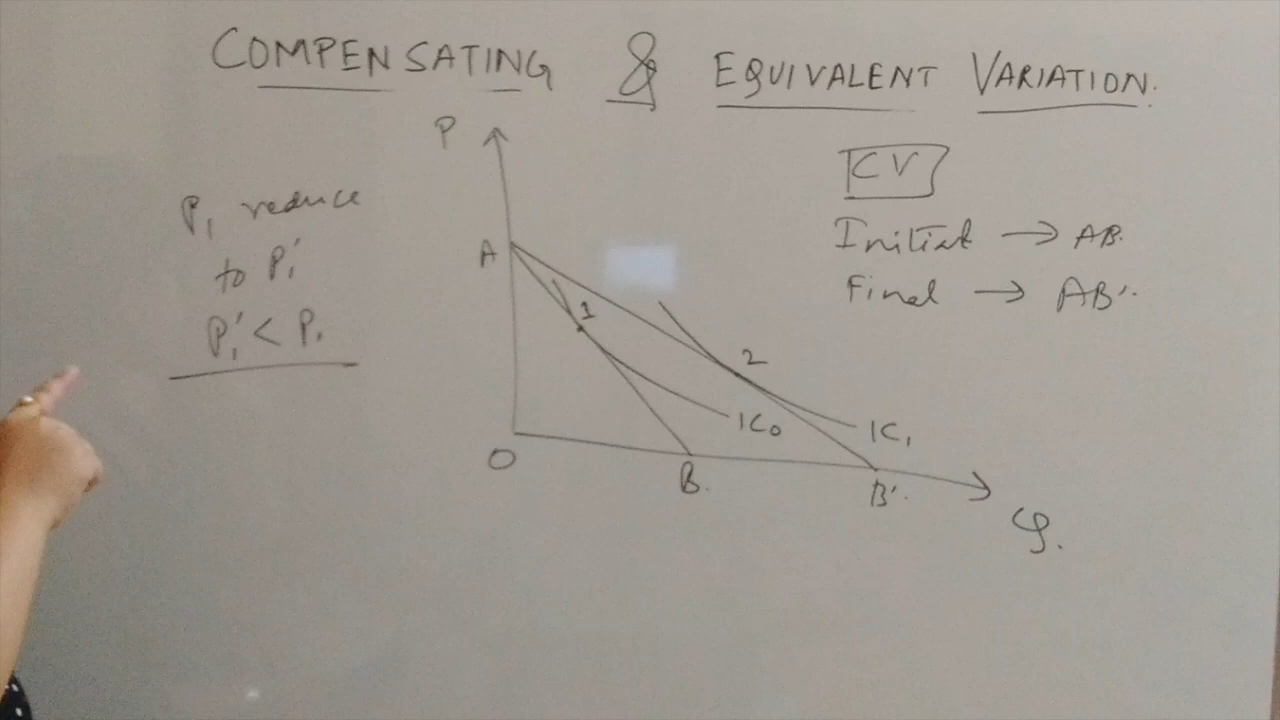 COMPENSATING & EQUIVALENT VARIATION.
P
CV
P₁ reduce
to P₁'
P₁' < P₁
Initial → AB.
Final → AB'.
A
1
2
IC₀
IC₁
O
B.
B'.
Q.